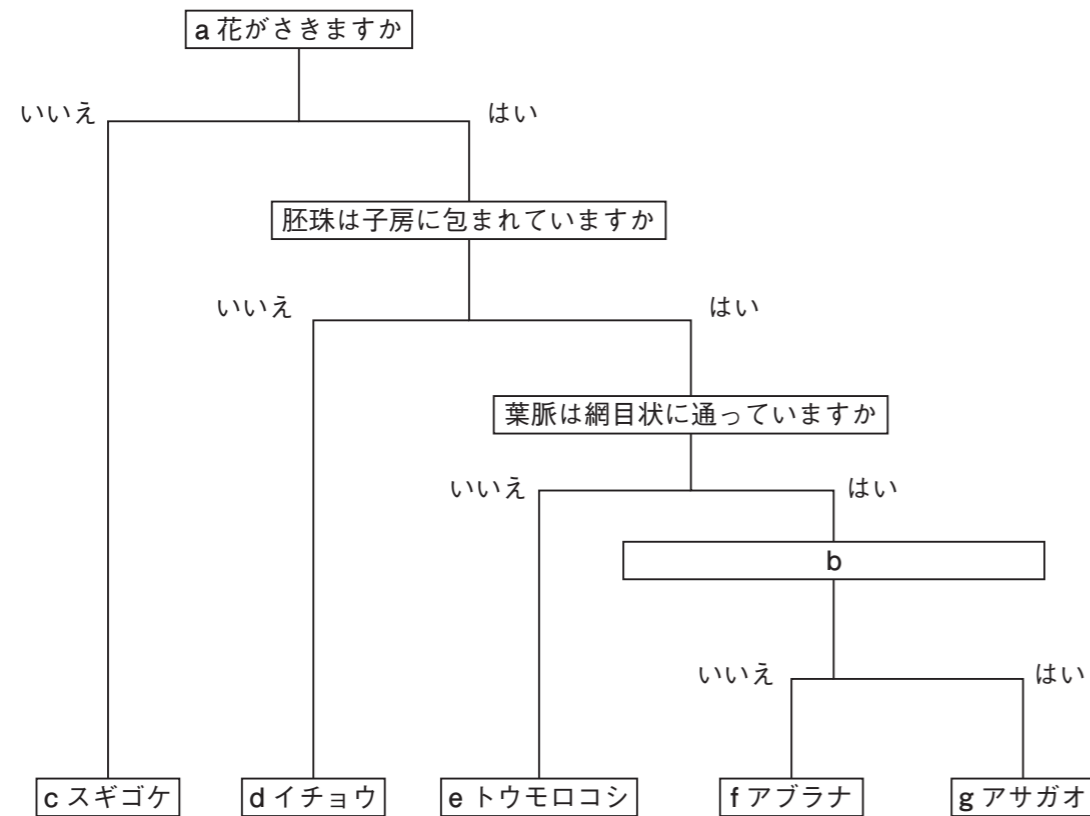 a 花がさきますか
いいえ
はい
胚珠は子房に包まれていますか
いいえ
はい
葉脈は網目状に通っていますか
いいえ
はい
b
いいえ
はい
c スギゴケ
d イチョウ
e トウモロコシ
f アブラナ
g アサガオ